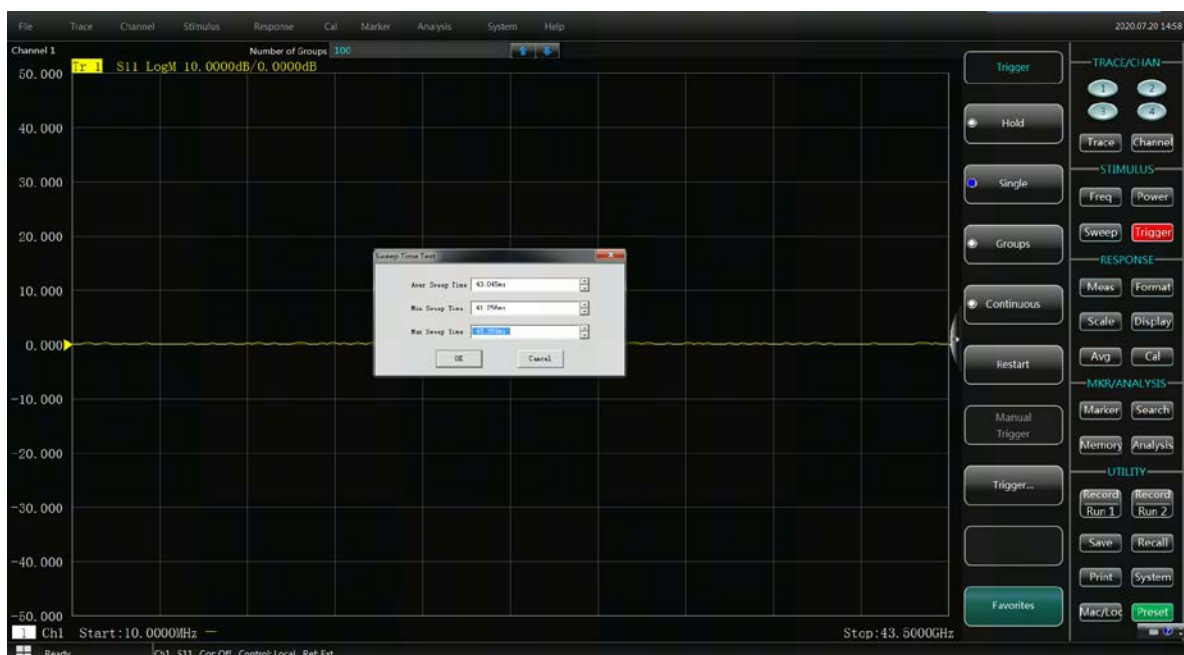 File Trace Channel Stimulus Response Cal Marker Analysis System Help
2020.07.20 14:58
Channel 1
Number of Groups 100
Tr 1 S11 LogM 10.0000dB/0.0000dB
50.000
40.000
30.000
20.000
10.000
0.000
-10.000
-20.000
-30.000
-40.000
-50.000
Sweep Time Test
Aver Sweep Time 43.045ms
Min Sweep Time 41.256ms
Max Sweep Time
OK Cancel
1 Ch1 Start:10.0000MHz
Stop:43.5000GHz
Ready Ch1 S11 Cor Off Control:Local Ref:Ext
Trigger
Hold
Single
Groups
Continuous
Restart
Manual
Trigger
Trigger...
Favorites
TRACE/CHAN
1 2
3 4
Trace Channel
STIMULUS
Freq Power
Sweep Trigger
RESPONSE
Meas Format
Scale Display
Avg Cal
MKR/ANALYSIS
Marker Search
Memory Analysis
UTILITY
Record Record
Run 1 Run 2
Save Recall
Print System
Mac/Loc Preset